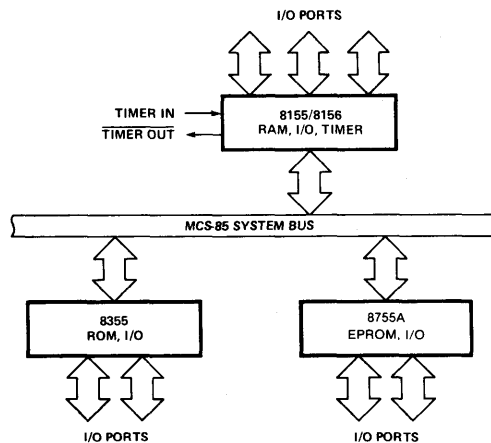 I/O PORTS
TIMER IN
TIMER OUT
8155/8156
RAM, I/O, TIMER
MCS-85 SYSTEM BUS
8355
ROM, I/O
8755A
EPROM, I/O
I/O PORTS
I/O PORTS